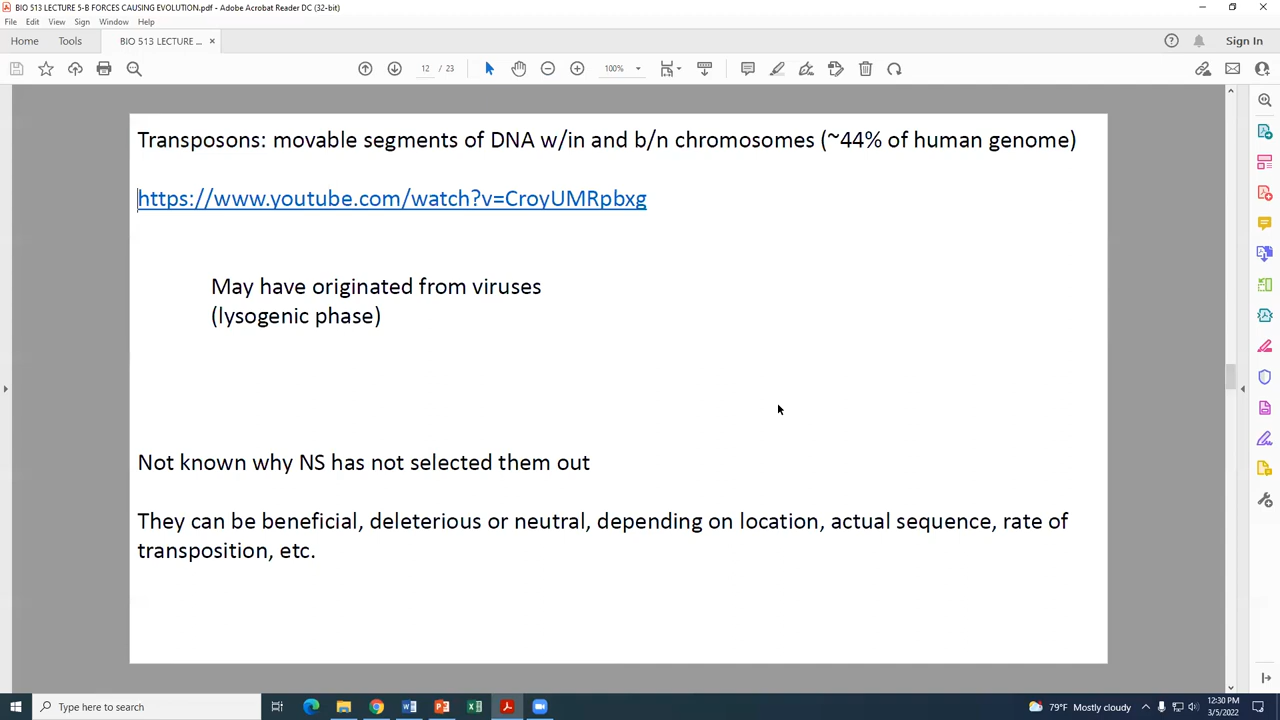 BIO 513 LECTURE 5-B FORCES CAUSING EVOLUTION.pdf - Adobe Acrobat Reader DC (32-bit)
File Edit View Sign Window Help
Home Tools BIO 513 LECTURE ... × Sign In
12 / 23 100%
Transposons: movable segments of DNA w/in and b/n chromosomes (~44% of human genome)
https://www.youtube.com/watch?v=CroyUMRpbxg
May have originated from viruses
(lysogenic phase)
Not known why NS has not selected them out
They can be beneficial, deleterious or neutral, depending on location, actual sequence, rate of
transposition, etc.
Type here to search
79°F Mostly cloudy
12:30 PM
3/5/2022